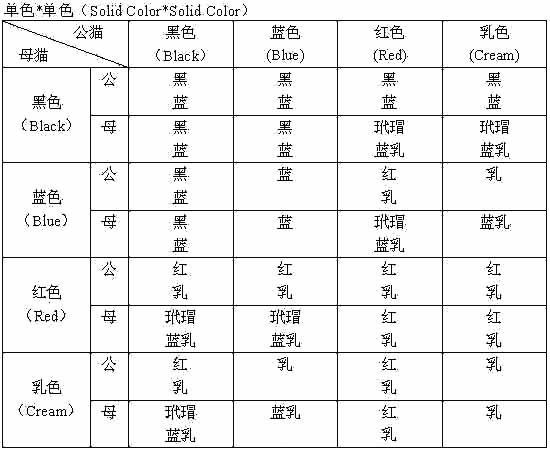 单色*单色（Solid Color*Solid Color）
公猫
母猫
黑色
（Black）
蓝色
(Blue)
红色
(Red)
乳色
(Cream)
黑色
（Black）
公
黑
蓝
黑
蓝
黑
蓝
黑
蓝
母
黑
蓝
黑
蓝
玳瑁
蓝乳
玳瑁
蓝乳
蓝色
（Blue）
公
黑
蓝
蓝
红
乳
乳
母
黑
蓝
蓝
玳瑁
蓝乳
蓝乳
红色
（Red）
公
红
乳
红
乳
红
乳
红
乳
母
玳瑁
蓝乳
玳瑁
蓝乳
红
乳
红
乳
乳色
（Cream）
公
红
乳
乳
红
乳
乳
母
玳瑁
蓝乳
蓝乳
红
乳
乳